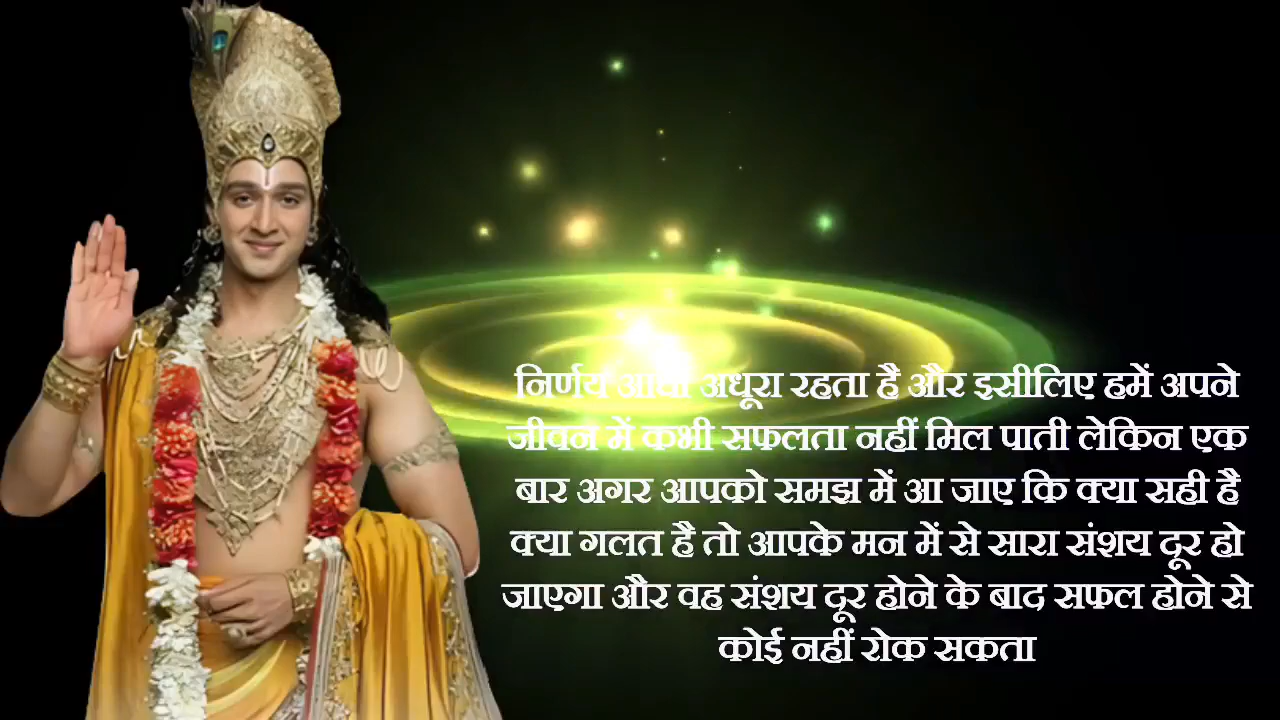 निर्णय आधा अधूरा रहता है और इसीलिए हमें अपने
जीवन में कभी सफलता नहीं मिल पाती लेकिन एक
बार अगर आपको समझ में आ जाए कि क्या सही है
क्या गलत है तो आपके मन में से सारा संशय दूर हो
जाएगा और वह संशय दूर होने के बाद सफल होने से
कोई नहीं रोक सकता